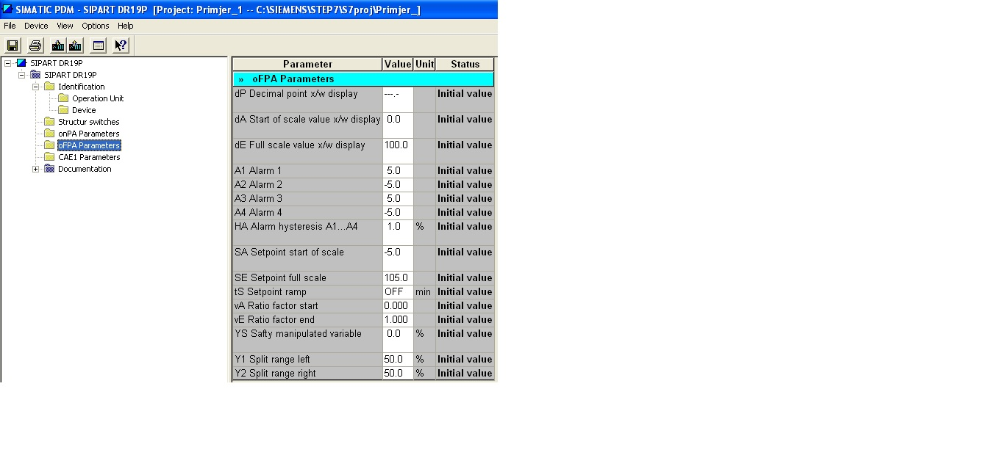 SIMATIC PDM - SIPART DR19P [Project: Primjer_1 -- C:\SIEMENS\STEP7\S7proj\Primjer_]
File Device View Options Help
SIPART DR19P
SIPART DR19P
Identification
Operation Unit
Device
Structur switches
onPA Parameters
oFPA Parameters
CAE1 Parameters
Documentation
Parameter Value Unit Status
» oFPA Parameters
dP Decimal point x/w display ---.- Initial value
dA Start of scale value x/w display 0.0 Initial value
dE Full scale value x/w display 100.0 Initial value
A1 Alarm 1 5.0 Initial value
A2 Alarm 2 -5.0 Initial value
A3 Alarm 3 5.0 Initial value
A4 Alarm 4 -5.0 Initial value
HA Alarm hysteresis A1...A4 1.0 % Initial value
SA Setpoint start of scale -5.0 Initial value
SE Setpoint full scale 105.0 Initial value
tS Setpoint ramp OFF min Initial value
vA Ratio factor start 0.000 Initial value
vE Ratio factor end 1.000 Initial value
YS Safty manipulated variable 0.0 % Initial value
Y1 Split range left 50.0 % Initial value
Y2 Split range right 50.0 % Initial value